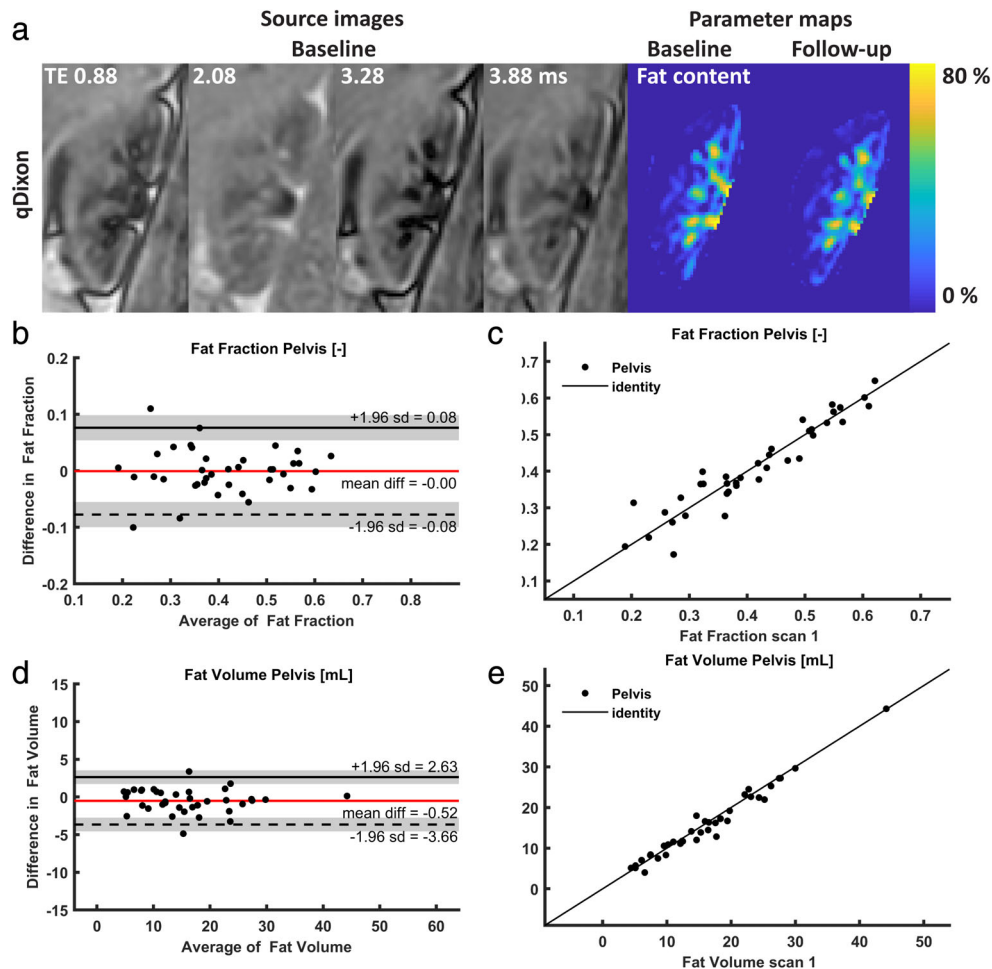 a
Source images
Parameter maps
Baseline
Baseline
Follow-up
TE 0.88
2.08
3.28
3.88 ms
Fat content
80 %
0 %
qDixon
b
Fat Fraction Pelvis [-]
0.2
0.1
0
-0.1
-0.2
Difference in Fat Fraction
+1.96 sd = 0.08
mean diff = -0.00
-1.96 sd = -0.08
0.1 0.2 0.3 0.4 0.5 0.6 0.7 0.8
Average of Fat Fraction
c
Fat Fraction Pelvis [-]
Pelvis
identity
0.7
0.6
0.5
0.4
0.3
0.2
0.1
0.1 0.2 0.3 0.4 0.5 0.6 0.7
Fat Fraction scan 1
d
Fat Volume Pelvis [mL]
15
10
5
0
-5
-10
-15
Difference in Fat Volume
+1.96 sd = 2.63
mean diff = -0.52
-1.96 sd = -3.66
0 10 20 30 40 50 60
Average of Fat Volume
e
Fat Volume Pelvis [mL]
Pelvis
identity
50
40
30
20
10
0
0 10 20 30 40 50
Fat Volume scan 1